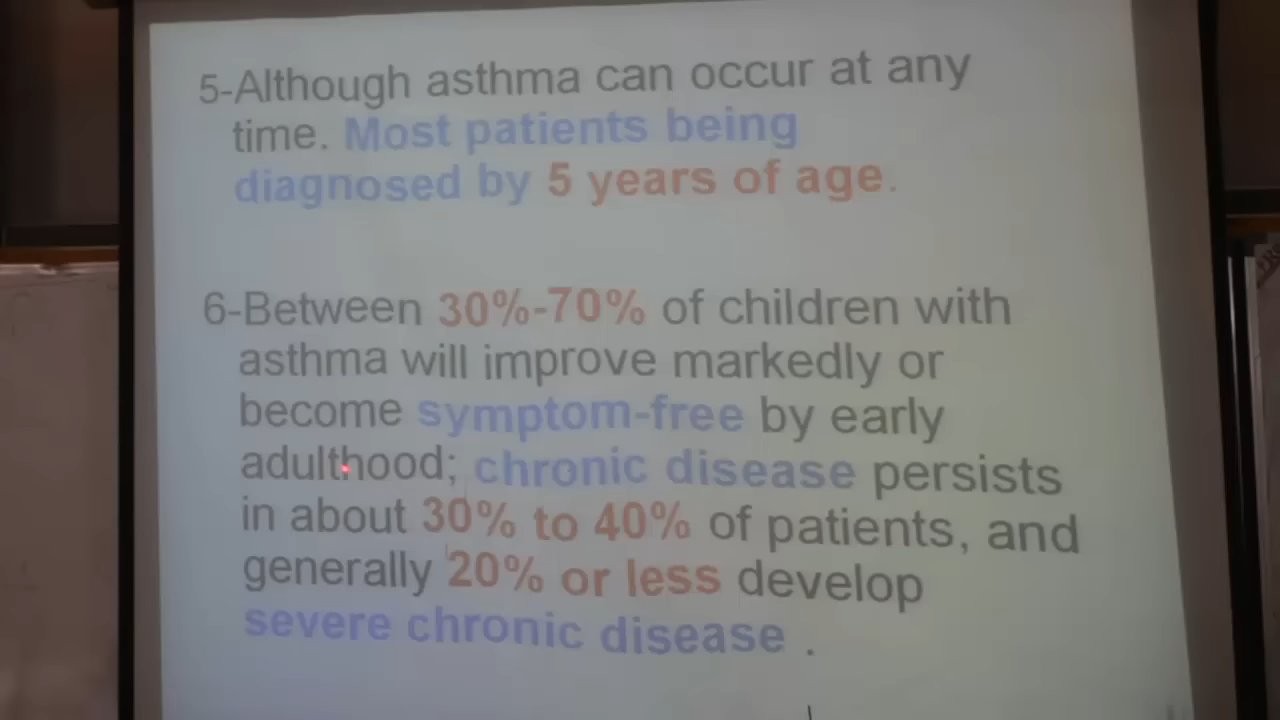 5-Although asthma can occur at any
time. Most patients being
diagnosed by 5 years of age.
6-Between 30%-70% of children with
asthma will improve markedly or
become symptom-free by early
adulthood; chronic disease persists
in about 30% to 40% of patients, and
generally 20% or less develop
severe chronic disease .